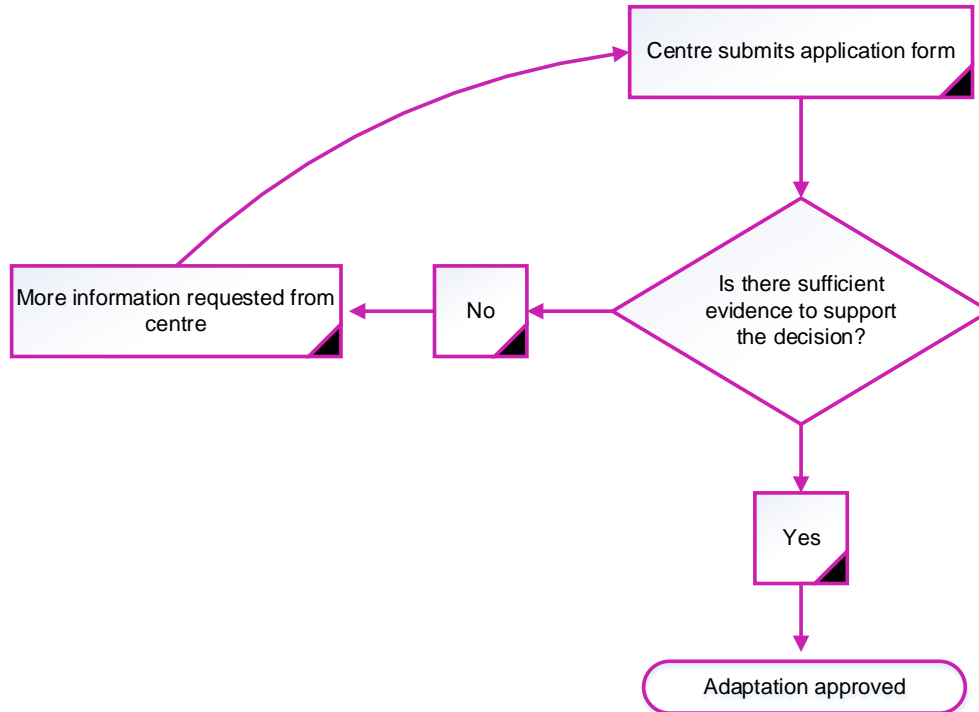 Centre submits application form
Is there sufficient
evidence to support
the decision?
No
More information requested from
centre
Yes
Adaptation approved